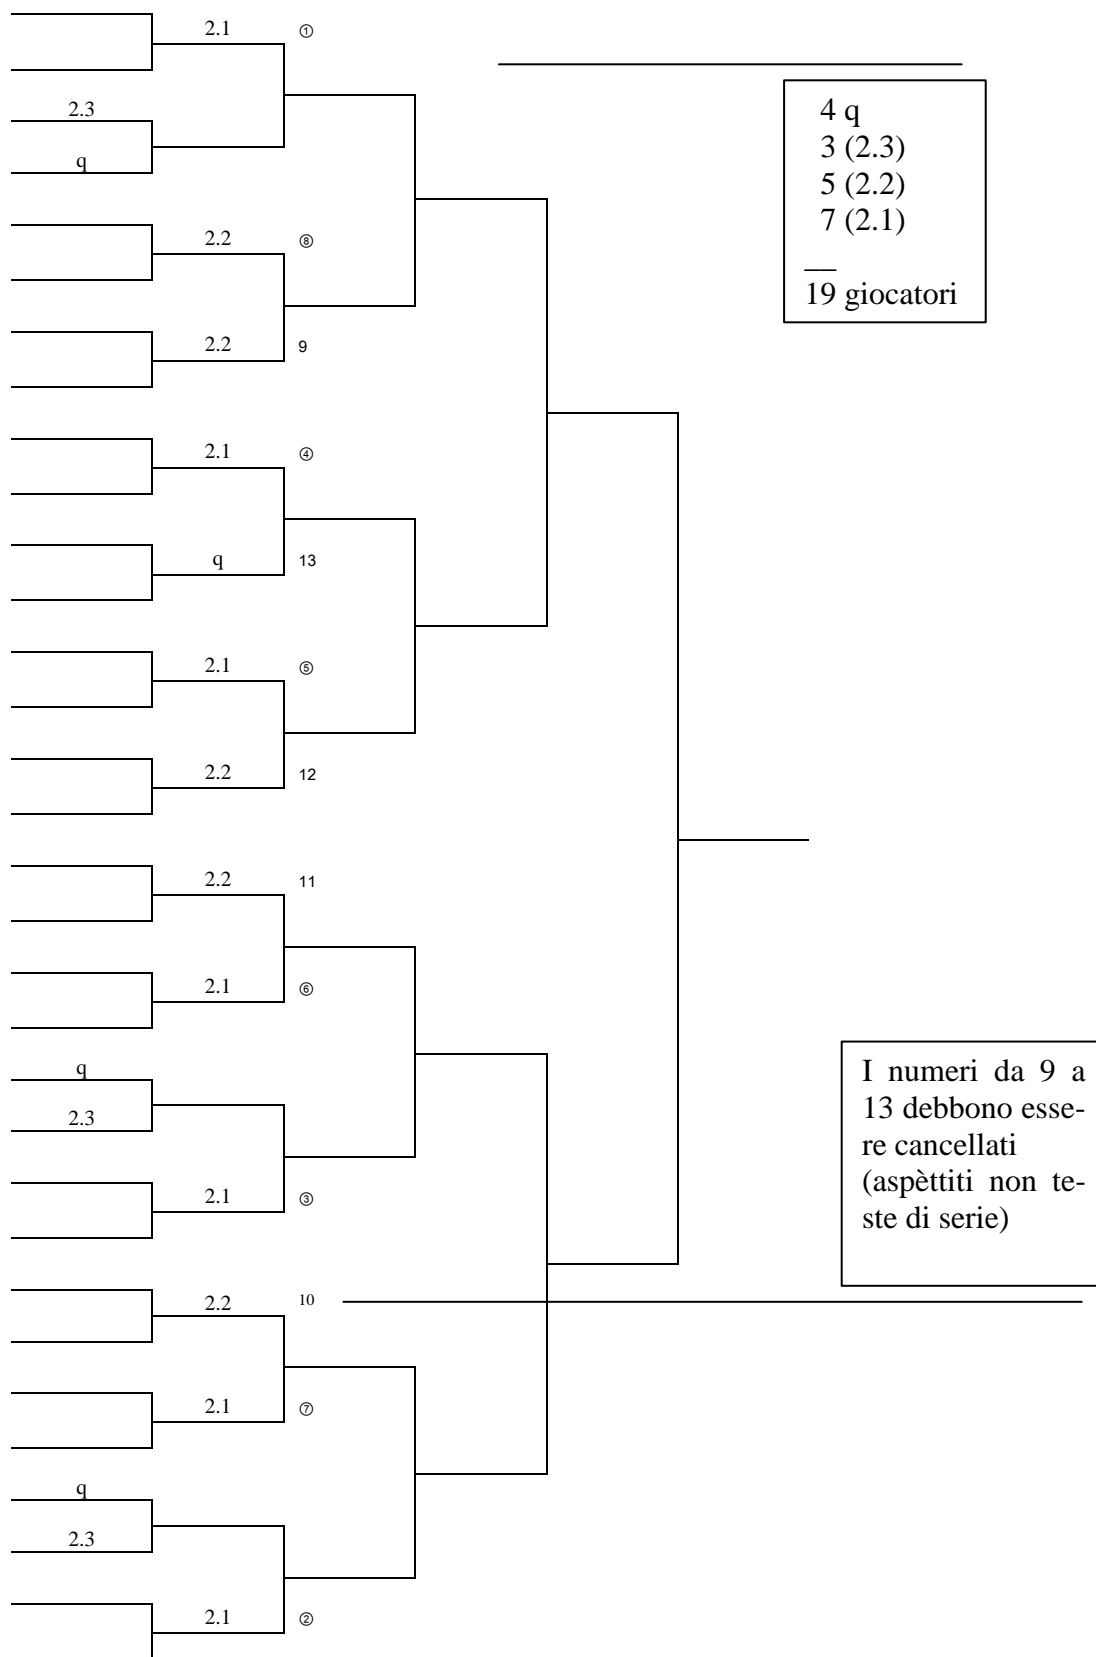 2.1 ①
2.3
q
4 q
3 (2.3)
5 (2.2)
7 (2.1)
19 giocatori
2.2 ⑧
2.2 9
2.1 ④
q 13
2.1 ⑤
2.2 12
2.2 11
2.1 ⑥
q
2.3
I numeri da 9 a
13 debbono esse-
re cancellati
(aspèttiti non te-
ste di serie)
2.1 ③
2.2 10
2.1 ⑦
q
2.3
2.1 ②